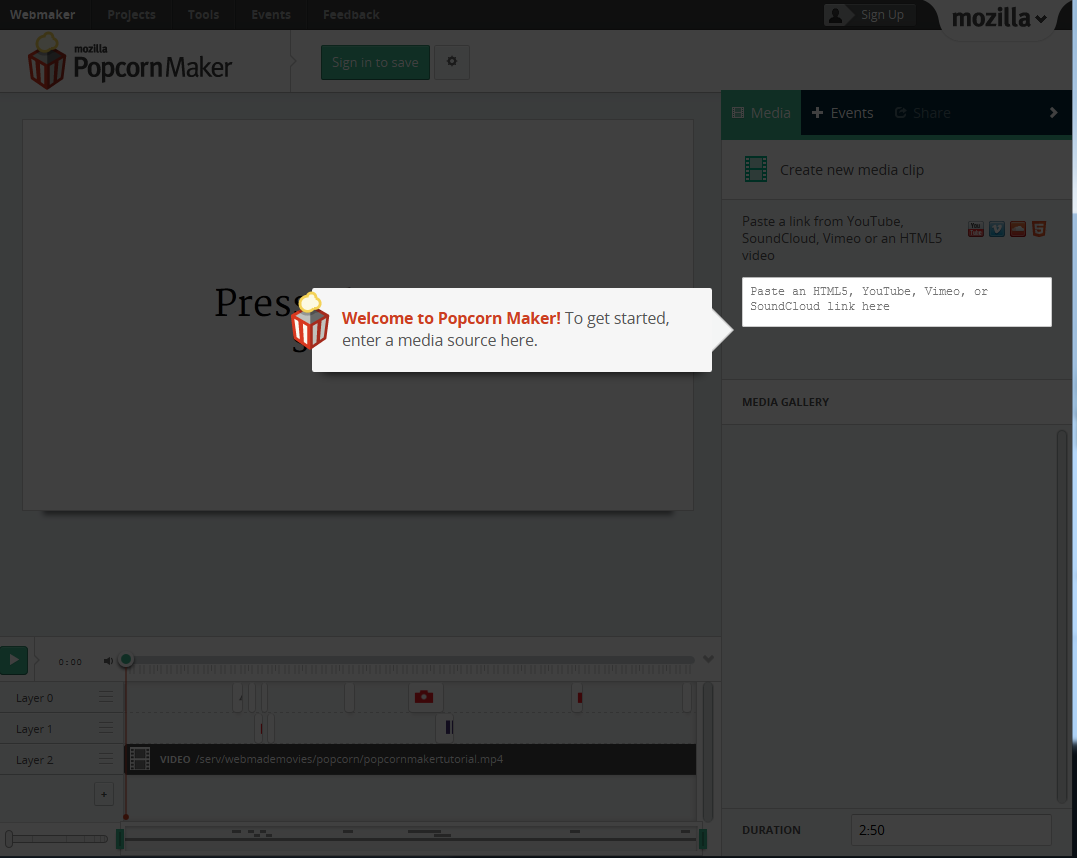 Webmaker Projects Tools Events Feedback Sign Up mozilla
mozilla
PopcornMaker
Sign in to save
Media Events Share
Create new media clip
Paste a link from YouTube,
SoundCloud, Vimeo or an HTML5
video
You
Tube
Paste an HTML5, YouTube, Vimeo, or
SoundCloud link here
Press
Welcome to Popcorn Maker! To get started,
enter a media source here.
MEDIA GALLERY
0:00
Layer 0
Layer 1
Layer 2
VIDEO /serv/webmademovies/popcorn/popcornmakertutorial.mp4
DURATION 2:50